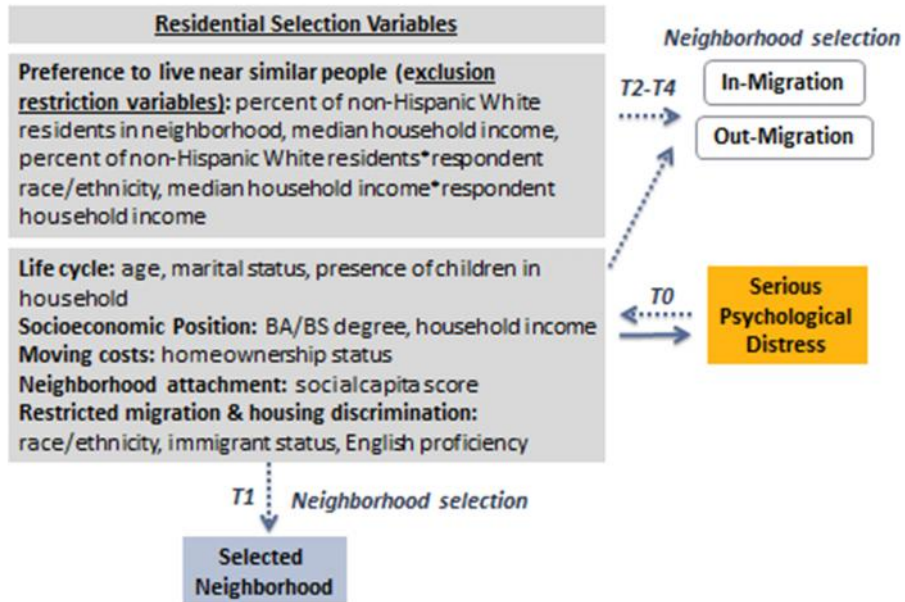 Residential Selection Variables
Neighborhood selection
Preference to live near similar people (exclusion
restriction variables): percent of non-Hispanic White
residents in neighborhood, median household income,
percent of non-Hispanic White residents*respondent
race/ethnicity, median household income*respondent
household income
T2-T4
In-Migration
Out-Migration
Life cycle: age, marital status, presence of children in
household
Socioeconomic Position: BA/BS degree, household income
Moving costs: homeownership status
Neighborhood attachment: social capita score
Restricted migration & housing discrimination:
race/ethnicity, immigrant status, English proficiency
T0
Serious
Psychological
Distress
T1
Neighborhood selection
Selected
Neighborhood